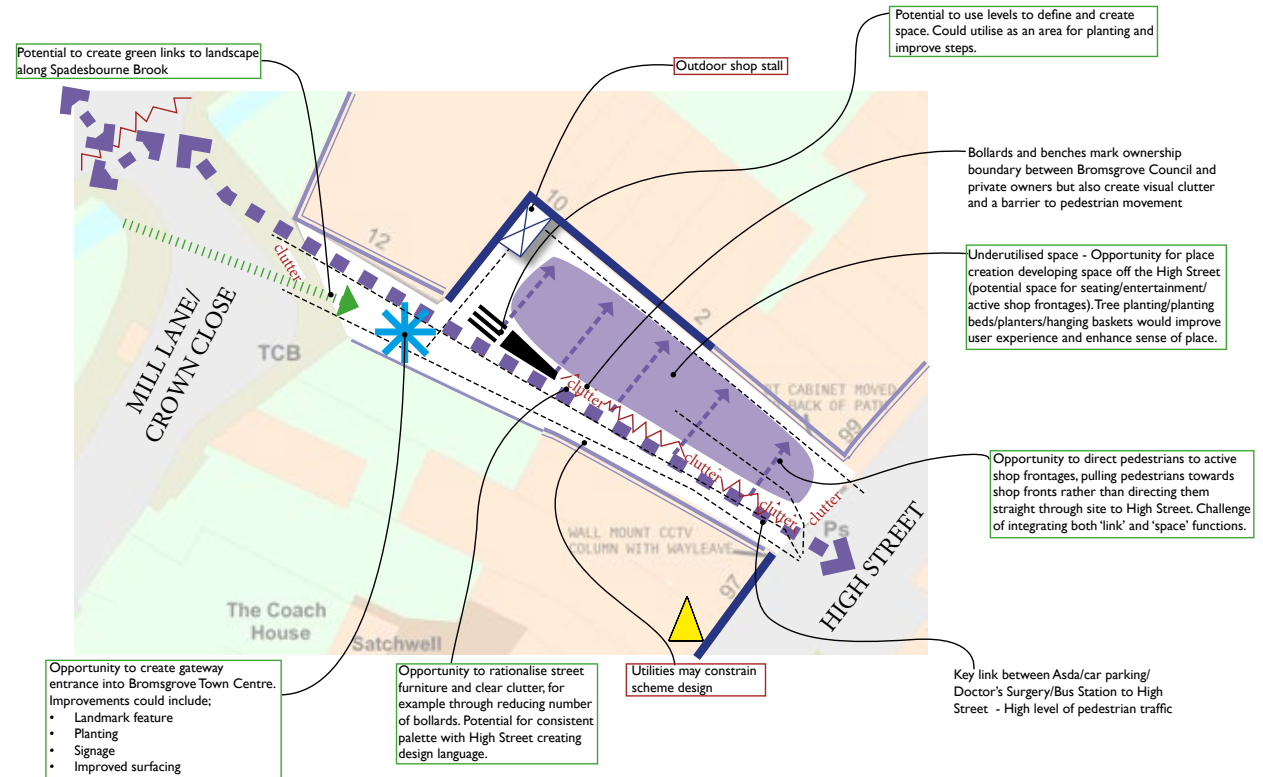 Potential to use levels to define and create
space. Could utilise as an area for planting and
improve steps.
Potential to create green links to landscape
along Spadesbourne Brook
Outdoor shop stall
Bollards and benches mark ownership
boundary between Bromsgrove Council and
private owners but also create visual clutter
and a barrier to pedestrian movement
10
12
clutter
Underutilised space - Opportunity for place
creation developing space off the High Street
(potential space for seating/entertainment/
active shop frontages). Tree planting/planting
beds/planters/hanging baskets would improve
user experience and enhance sense of place.
MILL LANE/
CROWN CLOSE
TCB
2
clutter
CABINET MOVED
BACK OF PATH
99
clutter
clutter
clutter
Opportunity to direct pedestrians to active
shop frontages, pulling pedestrians towards
shop fronts rather than directing them
straight through site to High Street. Challenge
of integrating both ‘link’ and ‘space’ functions.
WALL MOUNT CCTV
COLUMN WITH WAYLEAVE
Ps
HIGH STREET
97
The Coach
House
Satchwell
Opportunity to create gateway
entrance into Bromsgrove Town Centre.
Improvements could include;
• Landmark feature
• Planting
• Signage
• Improved surfacing
Opportunity to rationalise street
furniture and clear clutter, for
example through reducing number
of bollards. Potential for consistent
palette with High Street creating
design language.
Utilities may constrain
scheme design
Key link between Asda/car parking/
Doctor’s Surgery/Bus Station to High
Street - High level of pedestrian traffic